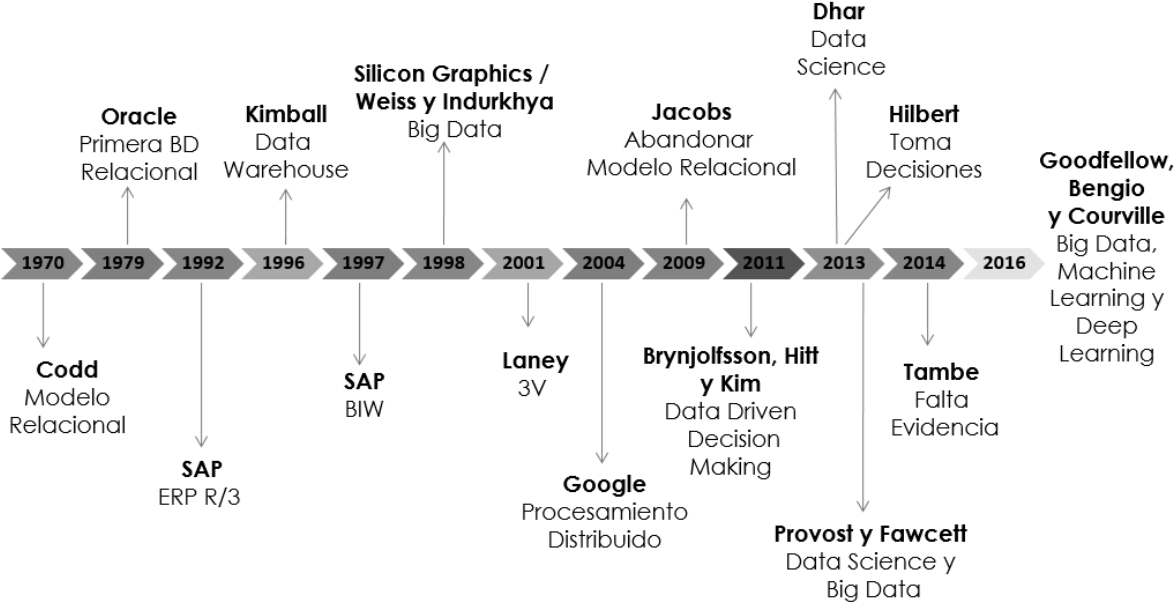 Dhar
Data
Science
Silicon Graphics /
Weiss y Indurkhya
Big Data
Oracle
Primera BD
Relacional
Kimball
Data
Warehouse
Jacobs
Abandonar
Modelo Relacional
Hilbert
Toma
Decisiones
Goodfellow,
Bengio
y Courville
Big Data,
Machine
Learning y
Deep
Learning
1970 1979 1992 1996 1997 1998 2001 2004 2009 2011 2013 2014 2016
Codd
Modelo
Relacional
SAP
ERP R/3
SAP
BIW
Laney
3V
Google
Procesamiento
Distribuido
Brynjolfsson, Hitt
y Kim
Data Driven
Decision
Making
Provost y Fawcett
Data Science y
Big Data
Tambe
Falta
Evidencia